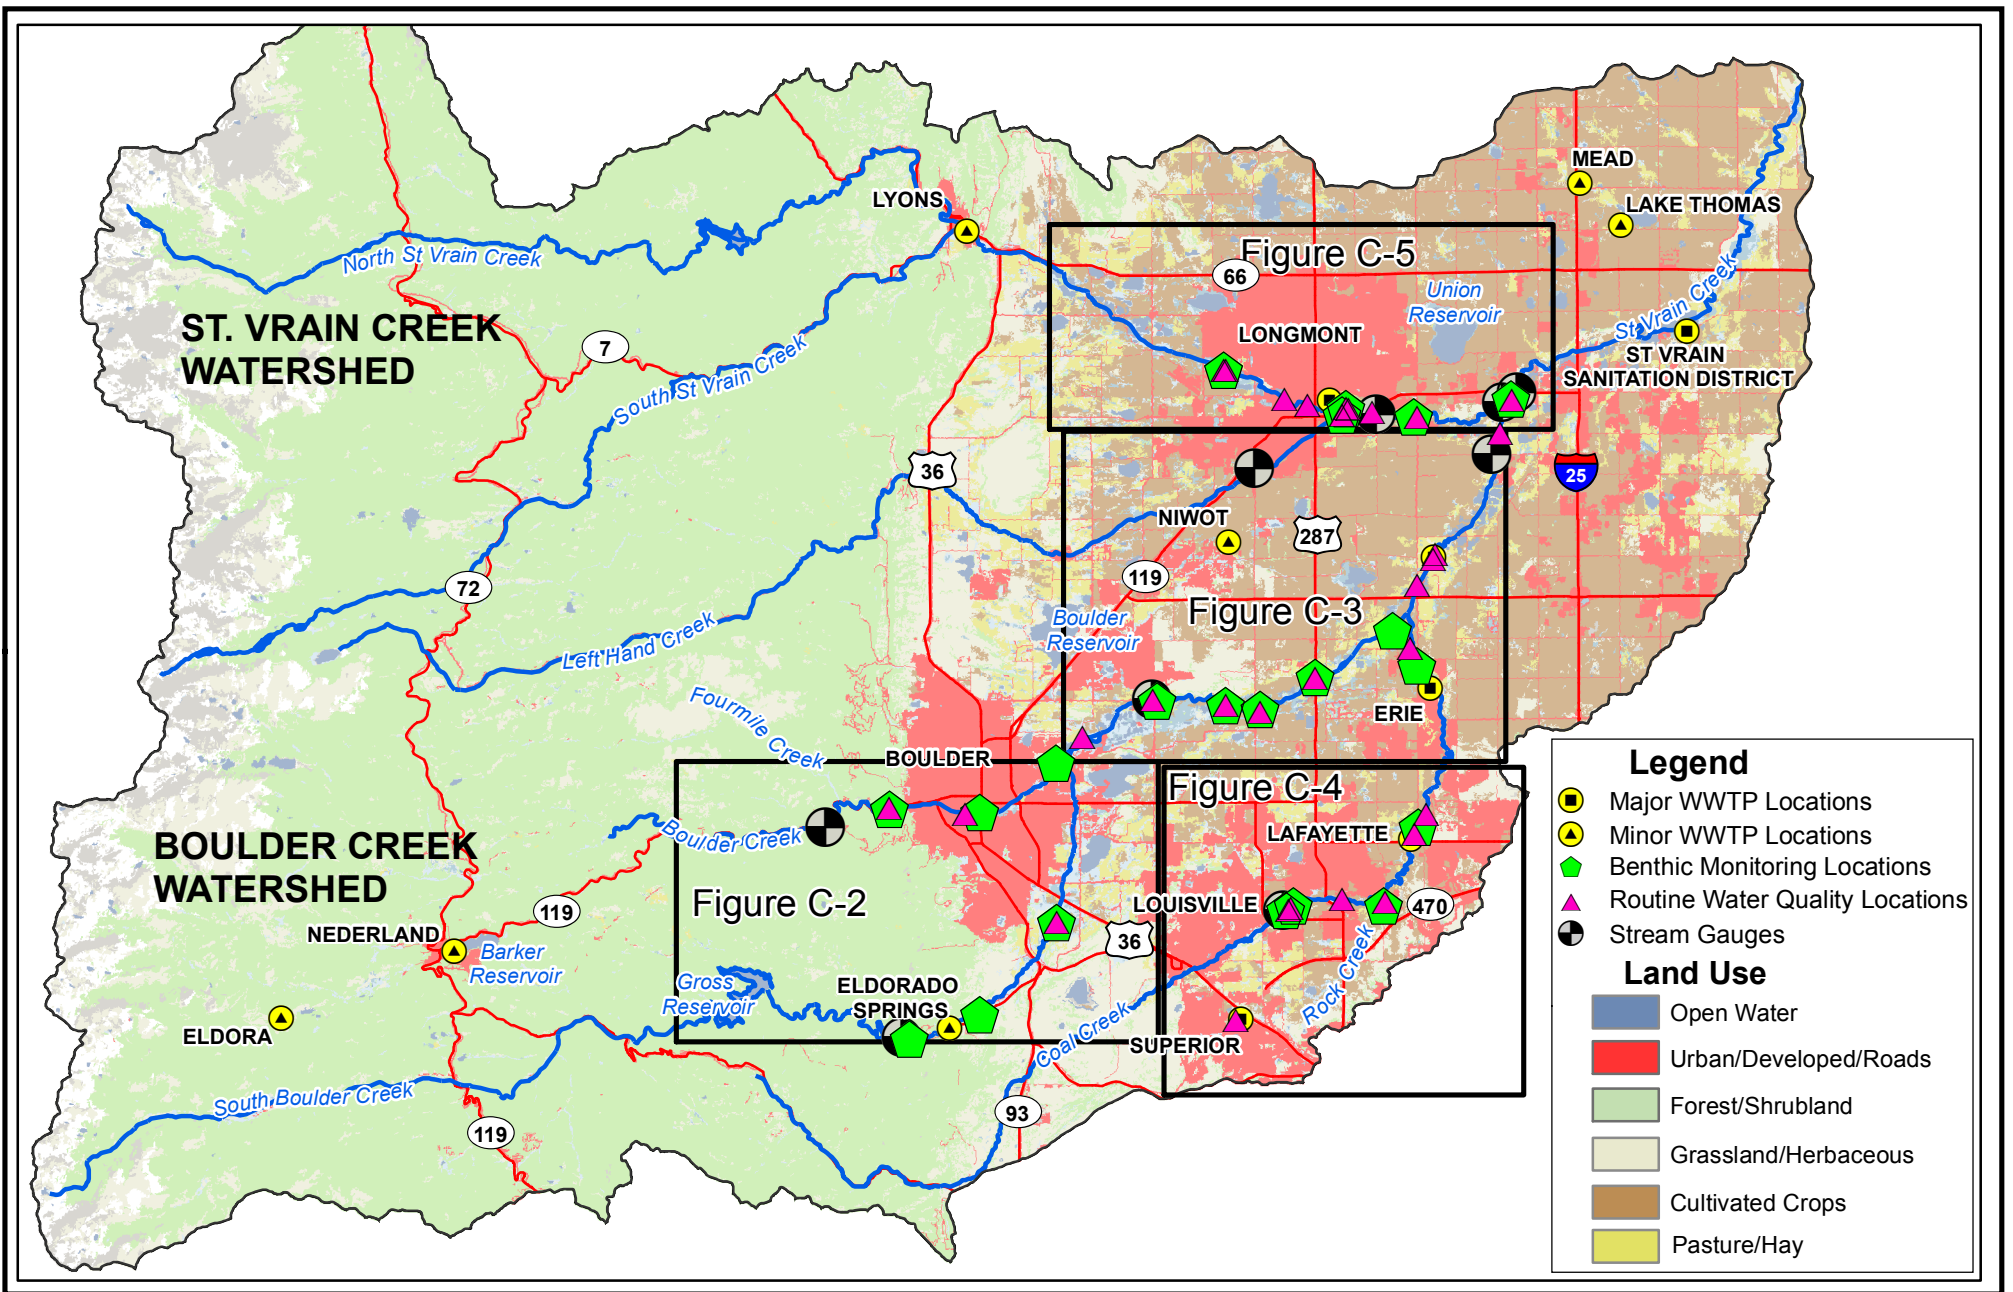 MEAD
LAKE THOMAS
LYONS
North St Vrain Creek
Figure C-5
66
Union
Reservoir
St Vrain Creek
ST. VRAIN CREEK
WATERSHED
7
South St Vrain Creek
LONGMONT
ST VRAIN
SANITATION DISTRICT
36
25
NIWOT
287
72
119
Figure C-3
Boulder
Reservoir
Left Hand Creek
Fourmile Creek
ERIE
BOULDER
Figure C-4
LAFAYETTE
Boulder Creek
BOULDER CREEK
WATERSHED
Figure C-2
119
LOUISVILLE
470
36
NEDERLAND
Barker
Reservoir
Gross
Reservoir
ELDORADO
SPRINGS
Rock Creek
Coal Creek
SUPERIOR
ELDORA
South Boulder Creek
93
119
Legend
Major WWTP Locations
Minor WWTP Locations
Benthic Monitoring Locations
Routine Water Quality Locations
Stream Gauges
Land Use
Open Water
Urban/Developed/Roads
Forest/Shrubland
Grassland/Herbaceous
Cultivated Crops
Pasture/Hay